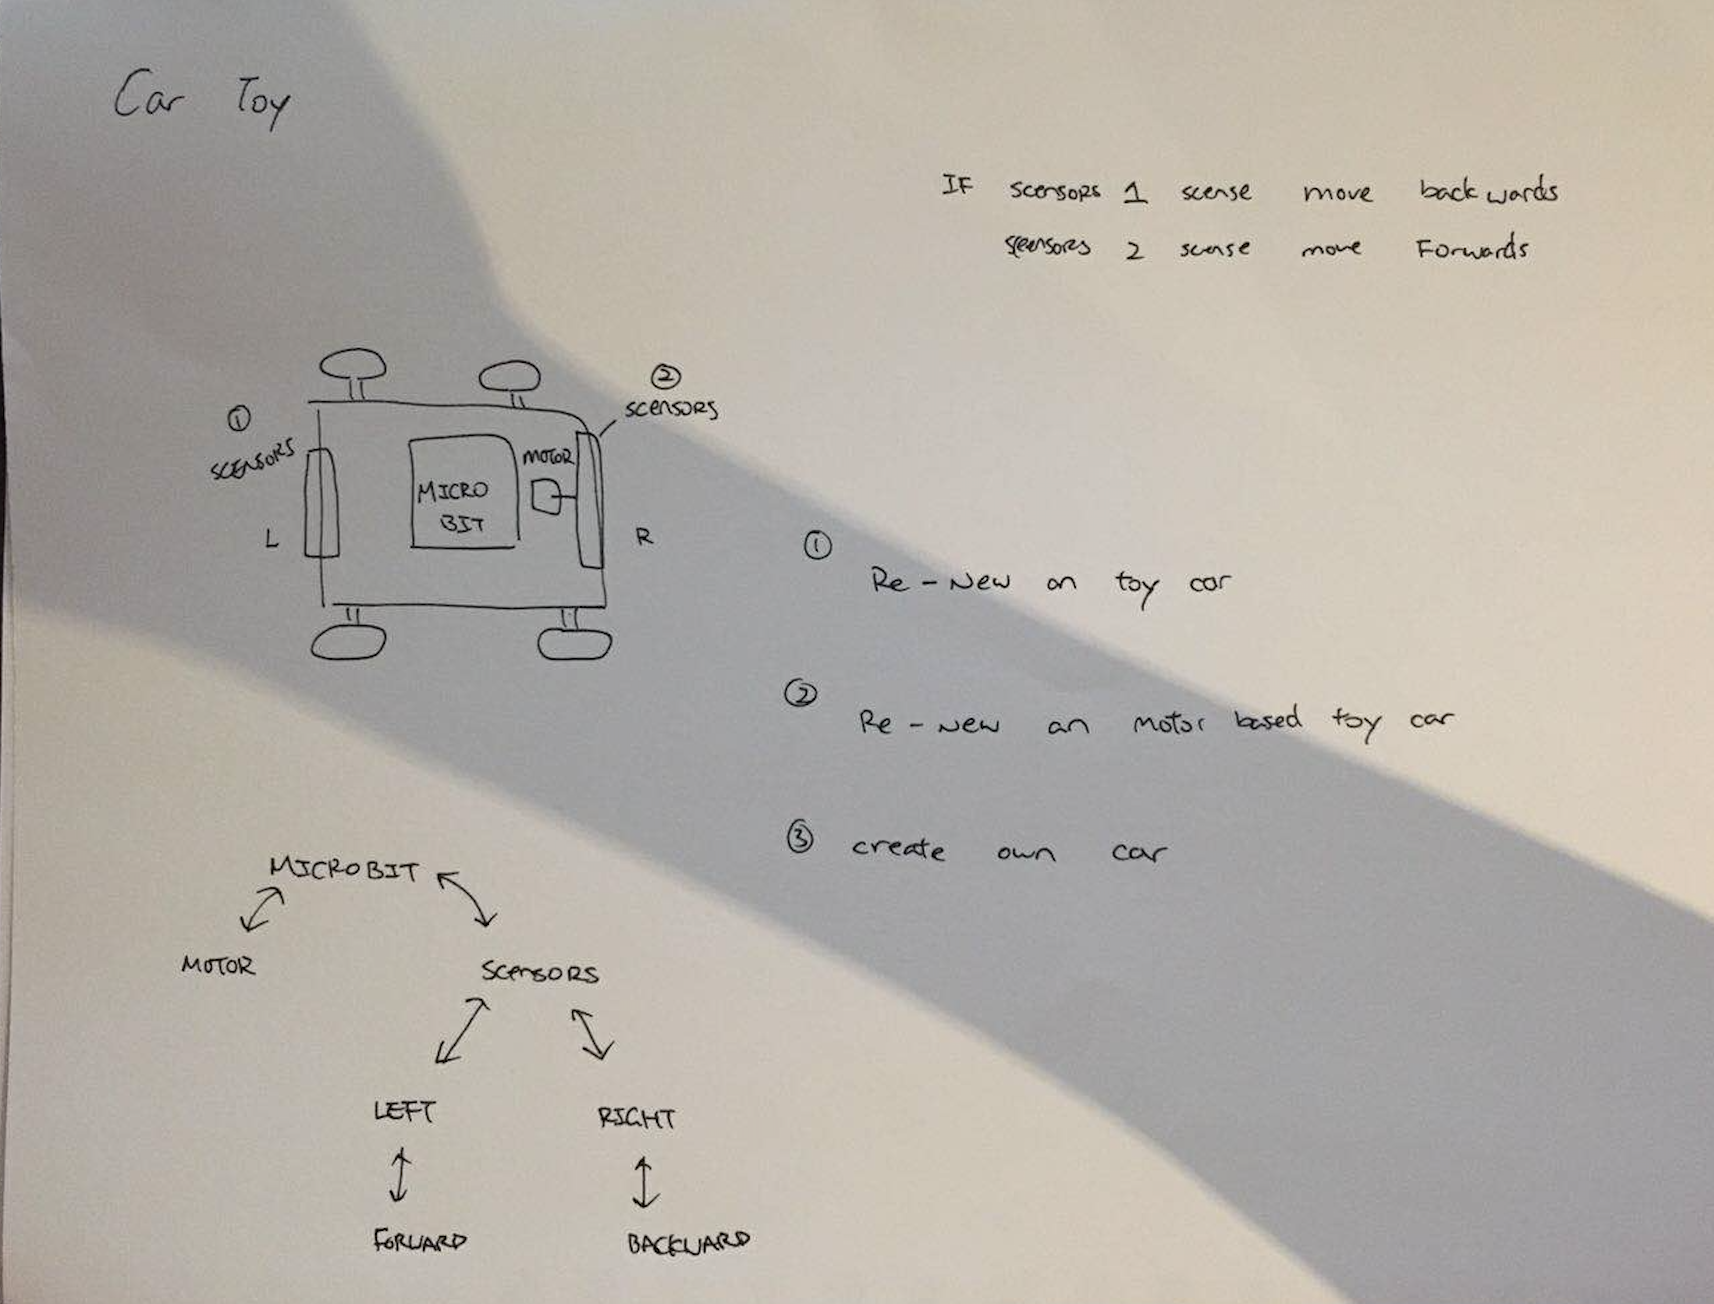 Car Toy
IF scensors 1 scense move backwards
scensors 2 scense move Forwards
①
SCENSORS
L
MICRO
BIT
MOTOR
②
SCENSORS
R
①
Re-New an toy car
②
Re-New an Motor based toy car
③ create own car
MICROBIT
MOTOR
SCENSORS
LEFT
RIGHT
FORWARD
BACKWARD